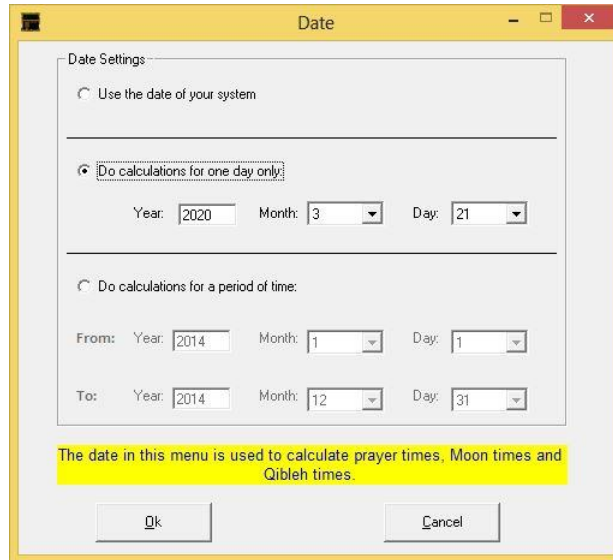 Date
Date Settings
Use the date of your system
Do calculations for one day only:
Year: 2020 Month: 3 Day: 21
Do calculations for a period of time:
From: Year: 2014 Month: 1 Day: 1
To: Year: 2014 Month: 12 Day: 31
The date in this menu is used to calculate prayer times, Moon times and
Qibleh times.
Ok Cancel